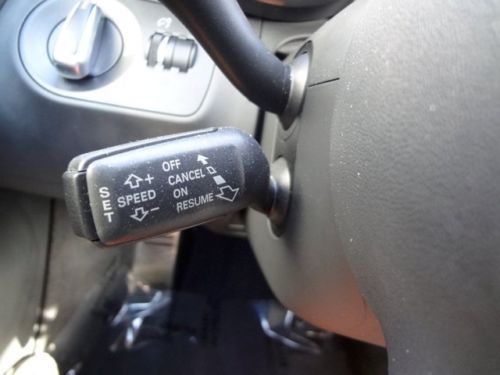 OFF
CANCEL
ON
RESUME
+
SPEED
-
SET